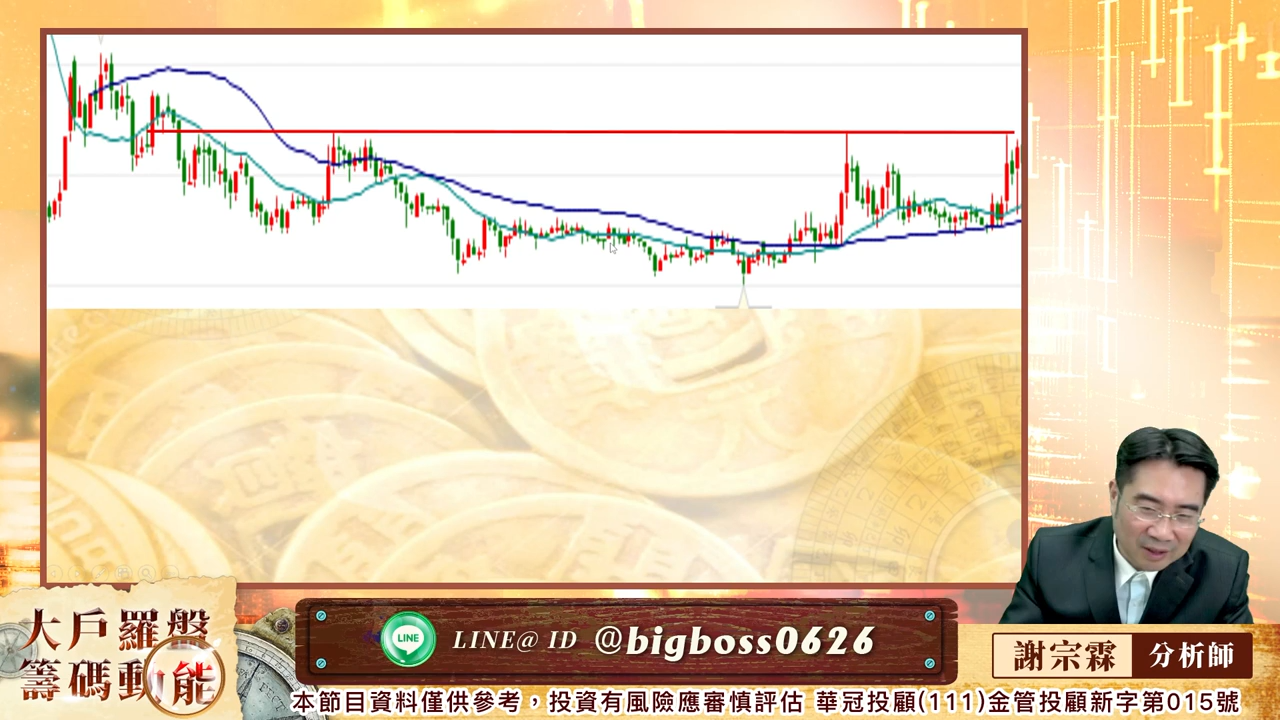 大戶羅盤
籌碼動能
LINE
LINE@ ID @bigboss0626
謝宗霖 分析師
本節目資料僅供參考，投資有風險應審慎評估 華冠投顧(111)金管投顧新字第015號